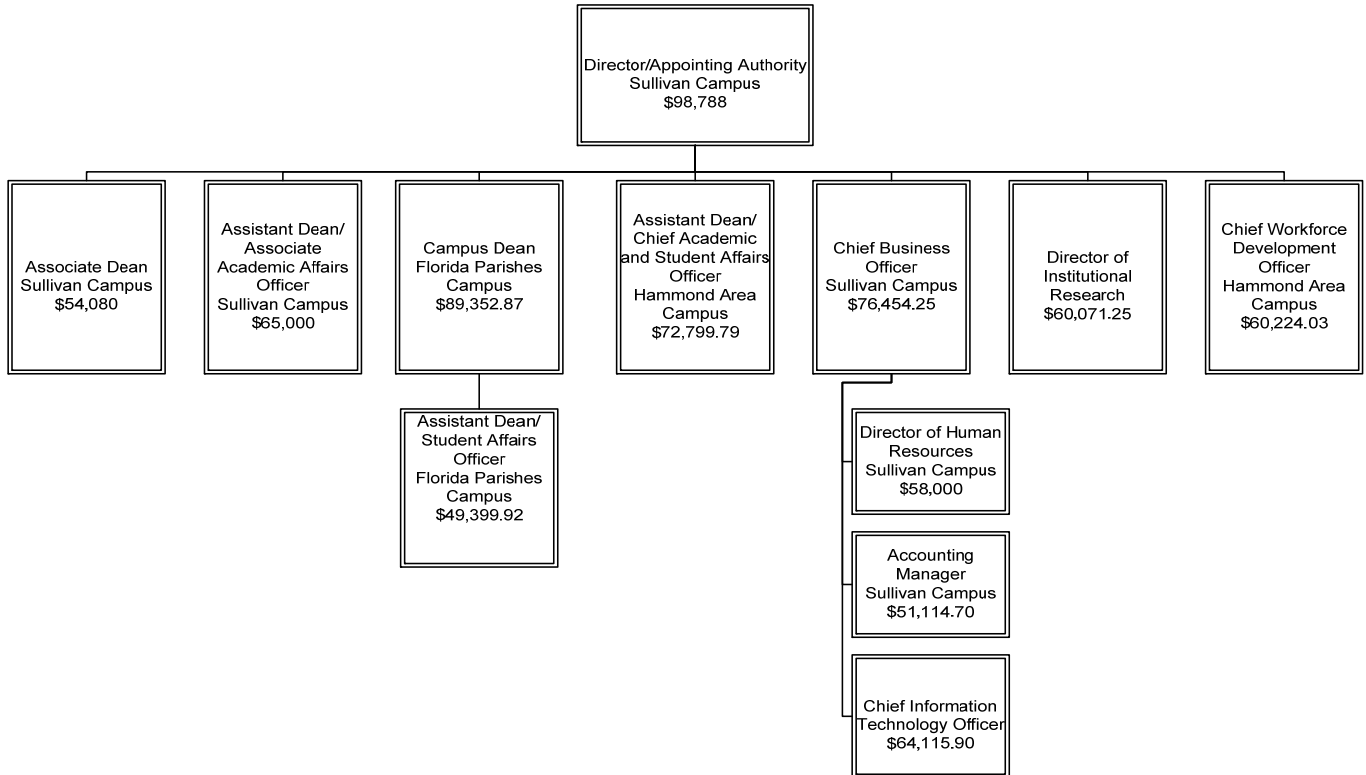 Director/Appointing Authority
Sullivan Campus
$98,788
Associate Dean
Sullivan Campus
$54,080
Assistant Dean/
Associate
Academic Affairs
Officer
Sullivan Campus
$65,000
Campus Dean
Florida Parishes
Campus
$89,352.87
Assistant Dean/
Chief Academic
and Student Affairs
Officer
Hammond Area
Campus
$72,799.79
Chief Business
Officer
Sullivan Campus
$76,454.25
Director of
Institutional
Research
$60,071.25
Chief Workforce
Development
Officer
Hammond Area
Campus
$60,224.03
Assistant Dean/
Student Affairs
Officer
Florida Parishes
Campus
$49,399.92
Director of Human
Resources
Sullivan Campus
$58,000
Accounting
Manager
Sullivan Campus
$51,114.70
Chief Information
Technology Officer
$64,115.90